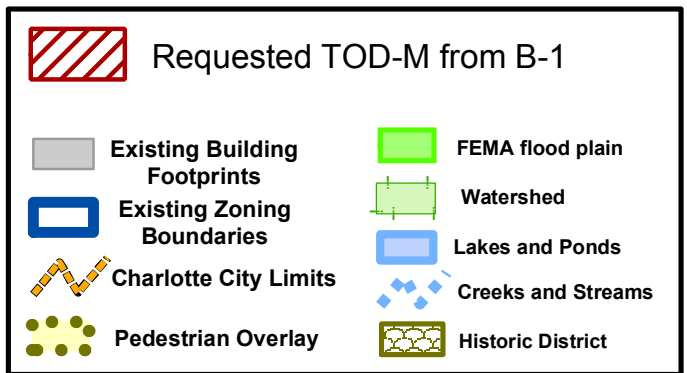 Requested TOD-M from B-1
Existing Building
Footprints
Existing Zoning
Boundaries
Charlotte City Limits
Pedestrian Overlay
FEMA flood plain
Watershed
Lakes and Ponds
Creeks and Streams
Historic District